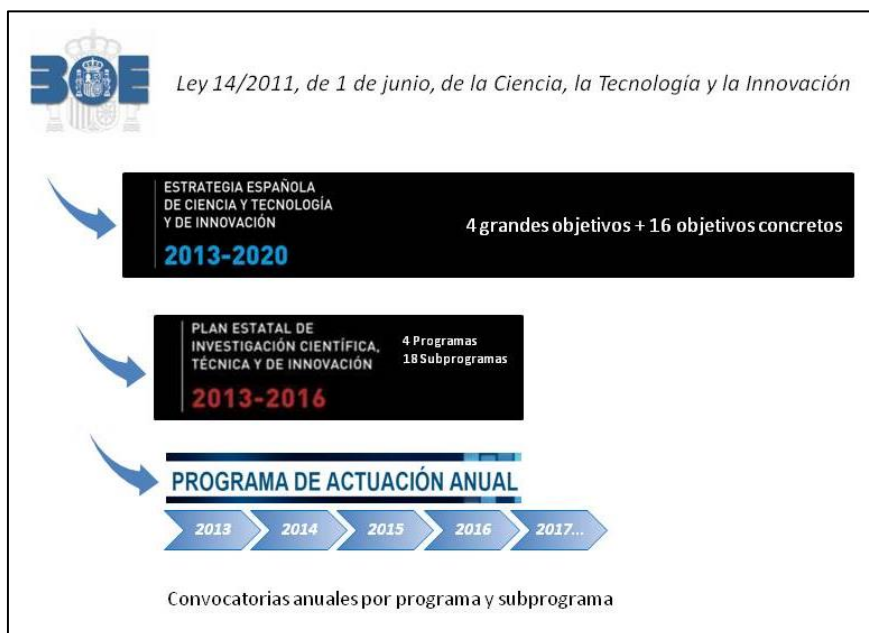 BOE
Ley 14/2011, de 1 de junio, de la Ciencia, la Tecnología y la Innovación
ESTRATEGIA ESPAÑOLA
DE CIENCIA Y TECNOLOGÍA
Y DE INNOVACIÓN
2013-2020
4 grandes objetivos + 16 objetivos concretos
PLAN ESTATAL DE
INVESTIGACIÓN CIENTÍFICA,
TÉCNICA Y DE INNOVACIÓN
2013-2016
4 Programas
18 Subprogramas
PROGRAMA DE ACTUACIÓN ANUAL
2013 2014 2015 2016 2017...
Convocatorias anuales por programa y subprograma